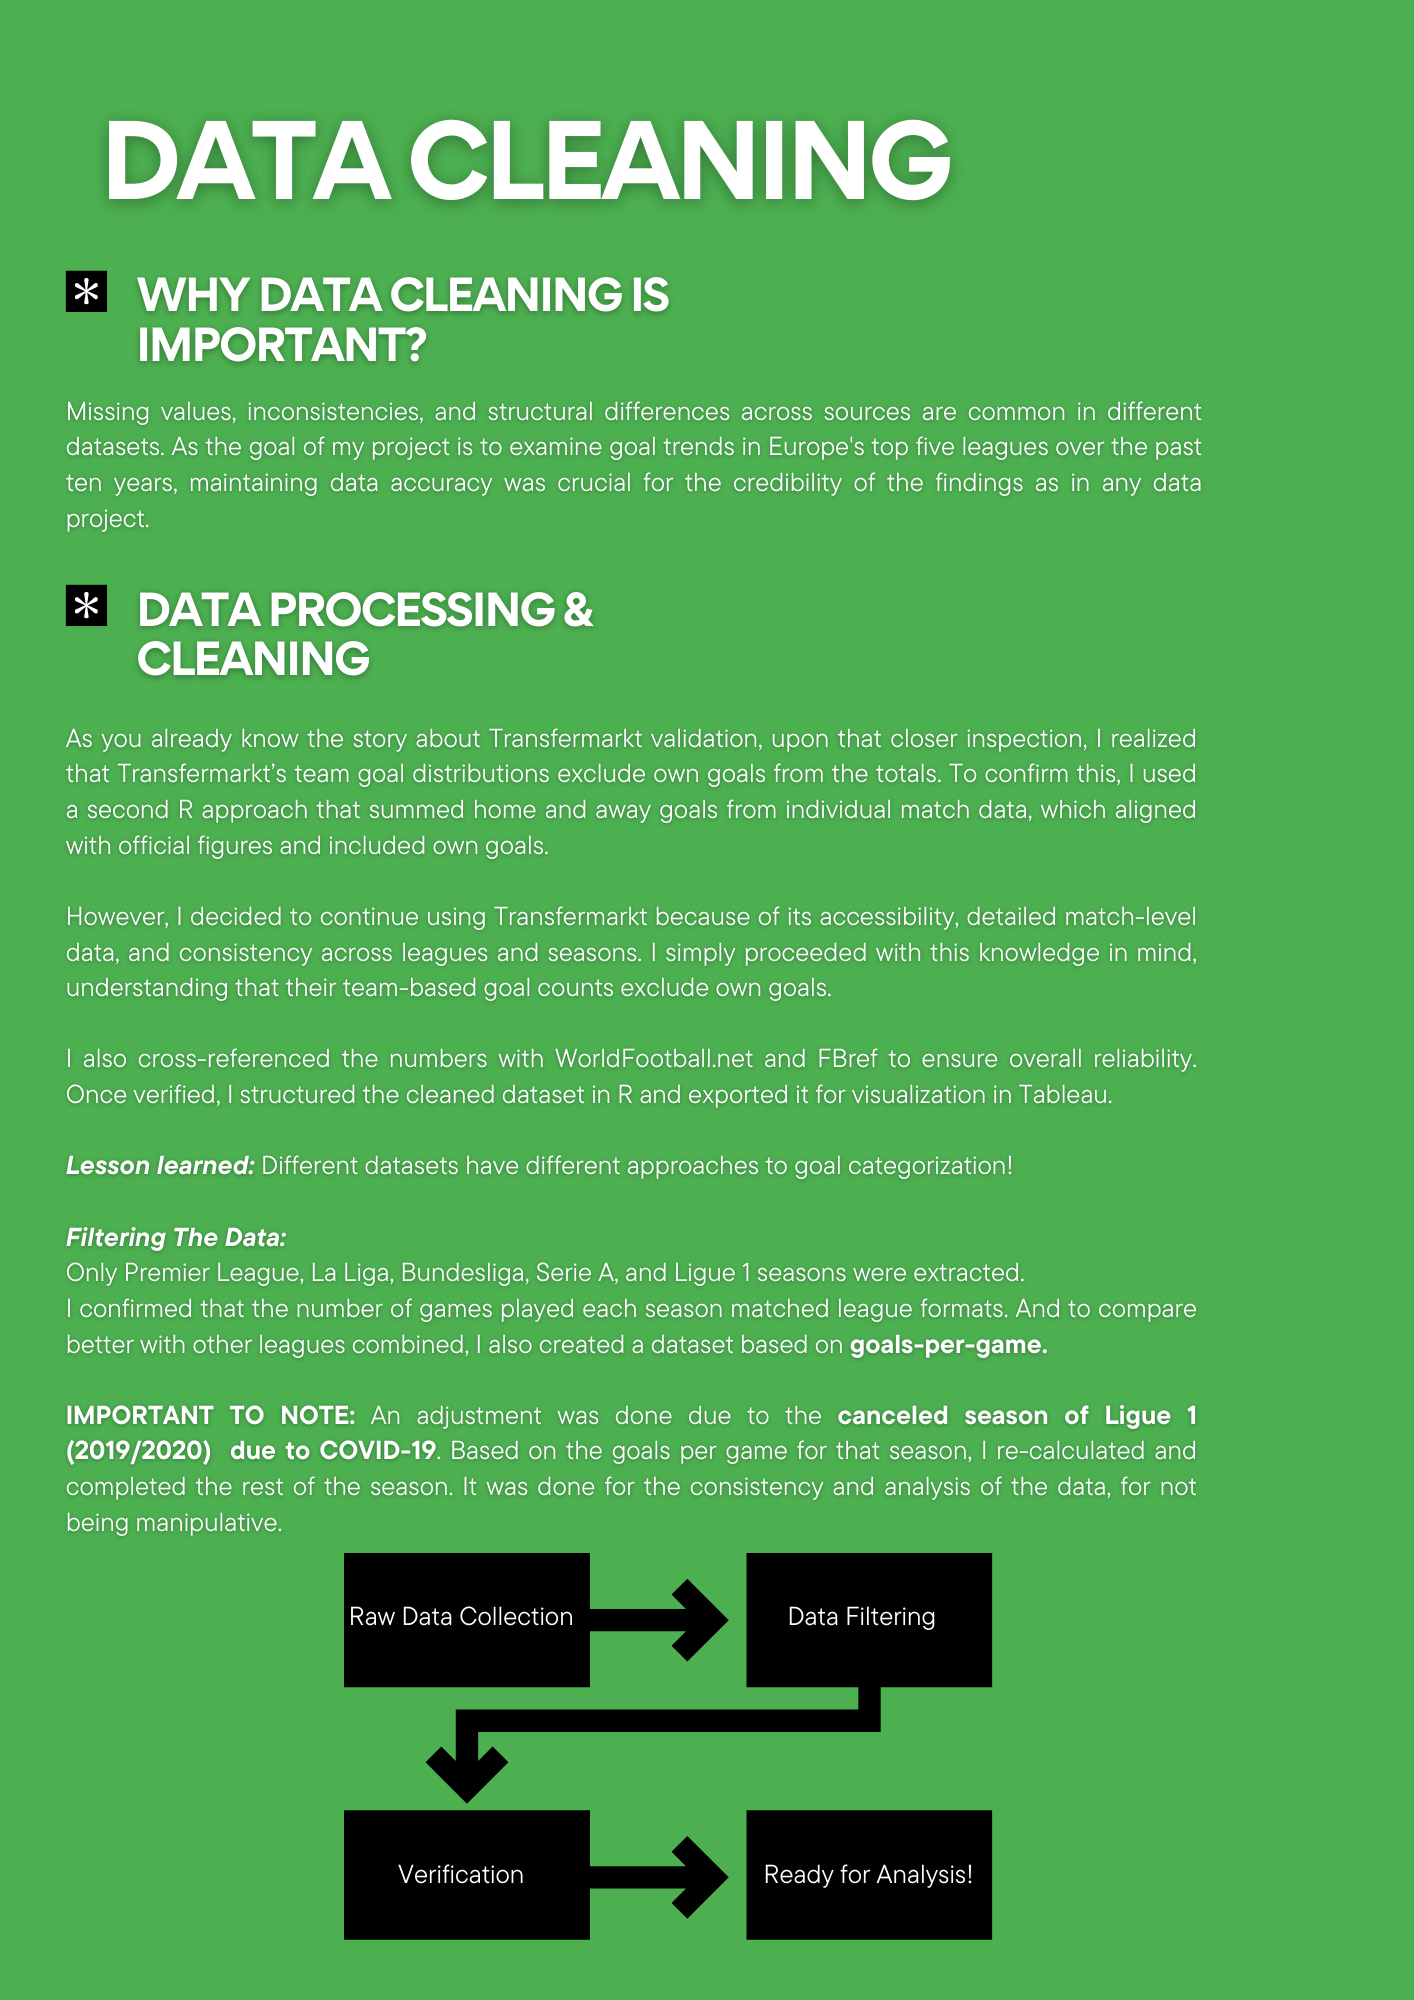 DATA CLEANING
* WHY DATA CLEANING IS
IMPORTANT?
Missing values, inconsistencies, and structural differences across sources are common in different
datasets. As the goal of my project is to examine goal trends in Europe's top five leagues over the past
ten years, maintaining data accuracy was crucial for the credibility of the findings as in any data
project.
* DATA PROCESSING &
CLEANING
As you already know the story about Transfermarkt validation, upon that closer inspection, I realized
that Transfermarkt’s team goal distributions exclude own goals from the totals. To confirm this, I used
a second R approach that summed home and away goals from individual match data, which aligned
with official figures and included own goals.
However, I decided to continue using Transfermarkt because of its accessibility, detailed match-level
data, and consistency across leagues and seasons. I simply proceeded with this knowledge in mind,
understanding that their team-based goal counts exclude own goals.
I also cross-referenced the numbers with WorldFootball.net and FBref to ensure overall reliability.
Once verified, I structured the cleaned dataset in R and exported it for visualization in Tableau.
Lesson learned: Different datasets have different approaches to goal categorization!
Filtering The Data:
Only Premier League, La Liga, Bundesliga, Serie A, and Ligue 1 seasons were extracted.
I confirmed that the number of games played each season matched league formats. And to compare
better with other leagues combined, I also created a dataset based on goals-per-game.
IMPORTANT TO NOTE: An adjustment was done due to the canceled season of Ligue 1
(2019/2020) due to COVID-19. Based on the goals per game for that season, I re-calculated and
completed the rest of the season. It was done for the consistency and analysis of the data, for not
being manipulative.
Raw Data Collection
Data Filtering
Verification
Ready for Analysis!